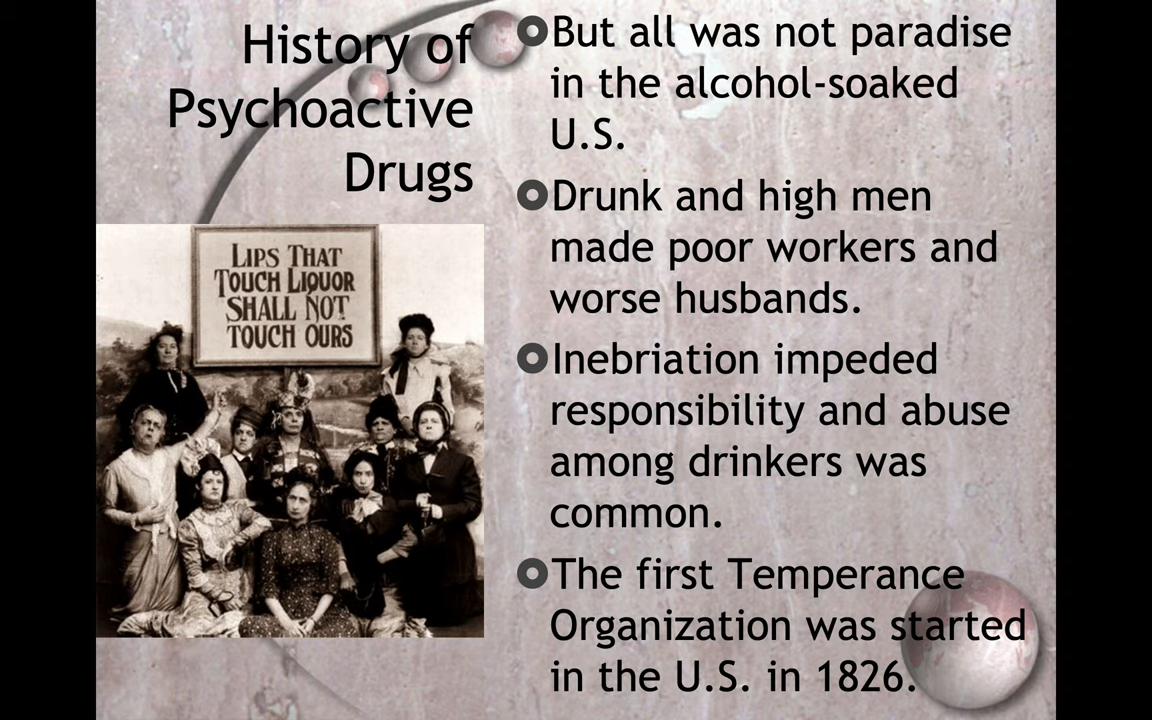 History of
Psychoactive
Drugs
LIPS THAT
TOUCH LIQUOR
SHALL NOT
TOUCH OURS
But all was not paradise
in the alcohol-soaked
U.S.
Drunk and high men
made poor workers and
worse husbands.
Inebriation impeded
responsibility and abuse
among drinkers was
common.
The first Temperance
Organization was started
in the U.S. in 1826.